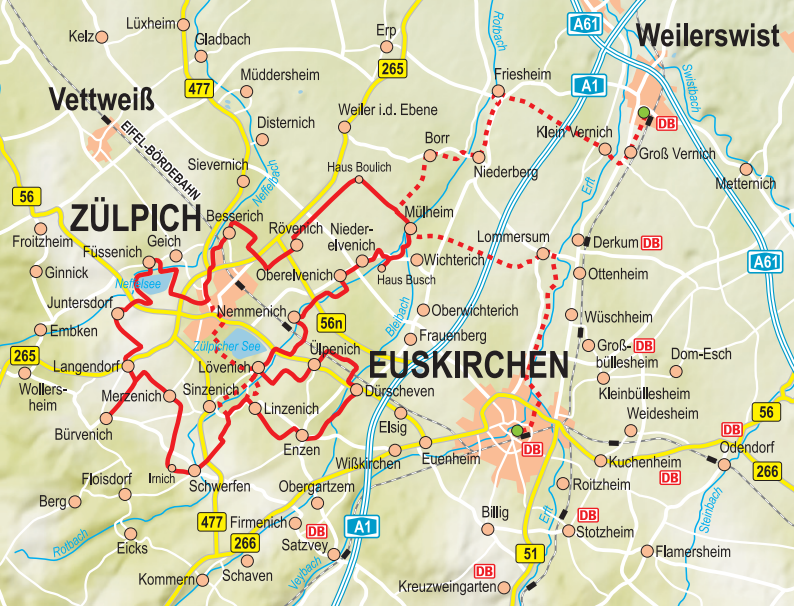 Lüxheim
Kelz
Gladbach
Erp
Rotbach
A61
Weilerswist
Müddersheim
265
Friesheim
A1
Swistbach
477
Vettweiß
EIFEL-BÖRDEBAHN
Disternich
Weiler i.d. Ebene
DB
Borr
Klein Vernich
Groß Vernich
Sievernich
Neffelbach
Haus Boulich
Niederberg
Metternich
Erft
56
ZÜLPICH
Besserich
Mülheim
Froitzheim
Geich
Füssenich
Rövenich
Nieder-
elvenich
Lommersum
Derkum
DB
Wichterich
A61
Ginnick
Neffelsee
Oberelvenich
Haus Busch
Ottenheim
Juntersdorf
Nemmenich
56n
Bleibach
Oberwichterich
Wüschheim
Embken
Zülpicher See
Frauenberg
Groß-
büllesheim
DB
Dom-Esch
265
Langendorf
Lövenich
Ülpenich
EUSKIRCHEN
Wollers-
heim
Merzenich
Sinzenich
Dürscheven
Kleinbüllesheim
Linzenich
Elsig
Weidesheim
56
Bürvenich
Enzen
DB
Odendorf
Wißkirchen
Euenheim
DB
Kuchenheim
266
Irnich
Schwerfen
Floisdorf
Obergartzem
Roitzheim
Berg
Steinbach
477
Firmenich
DB
A1
Billig
Erft
DB
Stotzheim
Rotbach
Eicks
266
Satzvey
51
Flamersheim
Schaven
Veybach
DB
Kommern
Kreuzweingarten